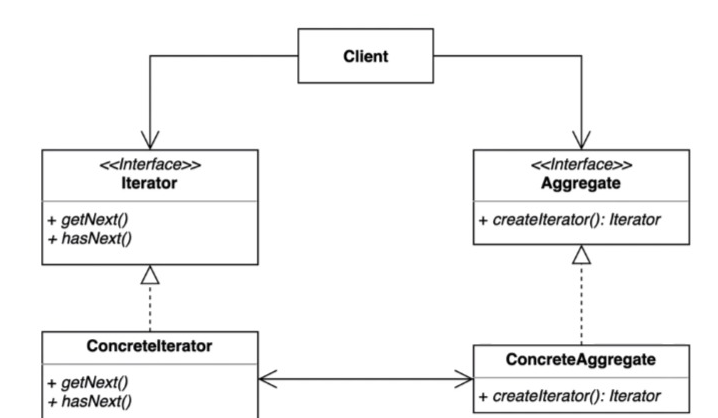 Client
<<Interface>>
Iterator
+ getNext()
+ hasNext()
<<Interface>>
Aggregate
+ createIterator(): Iterator
ConcreteIterator
+ getNext()
+ hasNext()
ConcreteAggregate
+ createIterator(): Iterator